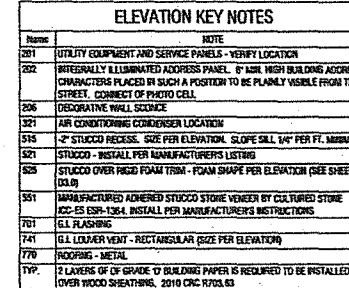 ELEVATION KEY NOTES
Name NOTE
201 UTILITY EQUIPMENT AND SERVICE PANELS - VERIFY LOCATION
202 INTEGRALLY ILLUMINATED ADDRESS PANEL. 6" MIN. HIGH BUILDING ADDRE
CHARACTERS PLACED IN SUCH A POSITION TO BE PLAINLY VISIBLE FROM T
STREET. CONNECT OF PHOTO CELL
206 DECORATIVE WALL SCONCE
321 AIR CONDITIONING CONDENSER LOCATION
515 -2" STUCCO RECESS. SIZE PER ELEVATION. SLOPE SILL 1/4" PER FT.
521 STUCCO - INSTALL PER MANUFACTURER'S LISTING
525 STUCCO OVER RIGID FOAM TRIM - FOAM SHAPE PER ELEVATION (SEE SHEE
D3.0)
551 MANUFACTURED ADHERED STUCCO STONE VENEER BY CULTURED STONE
ICC-ES ESR-1364. INSTALL PER MANUFACTURER'S INSTRUCTIONS
701 G.I. FLASHING
741 G.I. LOUVER VENT - RECTANGULAR (SIZE PER ELEVATION)
770 ROOFING - METAL
TYP. 2 LAYERS OF OF GRADE 'D' BUILDING PAPER IS REQUIRED TO BE INSTALLED
OVER WOOD SHEATHING, 2010 CRC R703.63